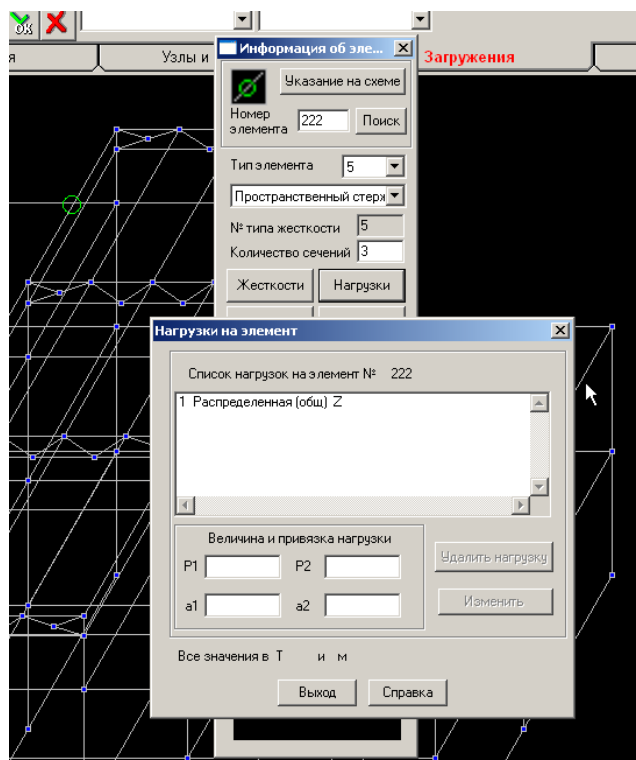 OK
я
Узлы и
Информация об эле...
Загружения
Указание на схеме
Номер
элемента
222
Поиск
Тип элемента
5
Пространственный стерж
№ типа жесткости
5
Количество сечений
3
Жесткости
Нагрузки
Нагрузки на элемент
Список нагрузок на элемент № 222
1 Распределенная (общ) Z
Величина и привязка нагрузки
P1
P2
a1
a2
Удалить нагрузку
Изменить
Все значения в Т и м
Выход
Справка